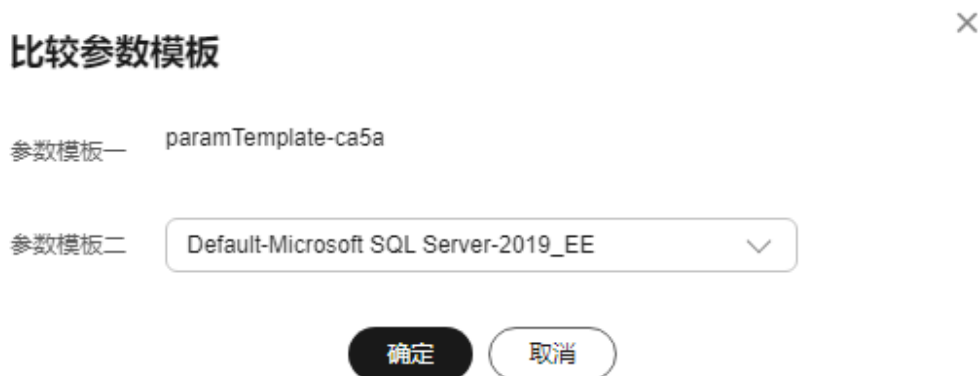 比较参数模板
参数模板一 paramTemplate-ca5a
参数模板二 Default-Microsoft SQL Server-2019_EE
确定 取消